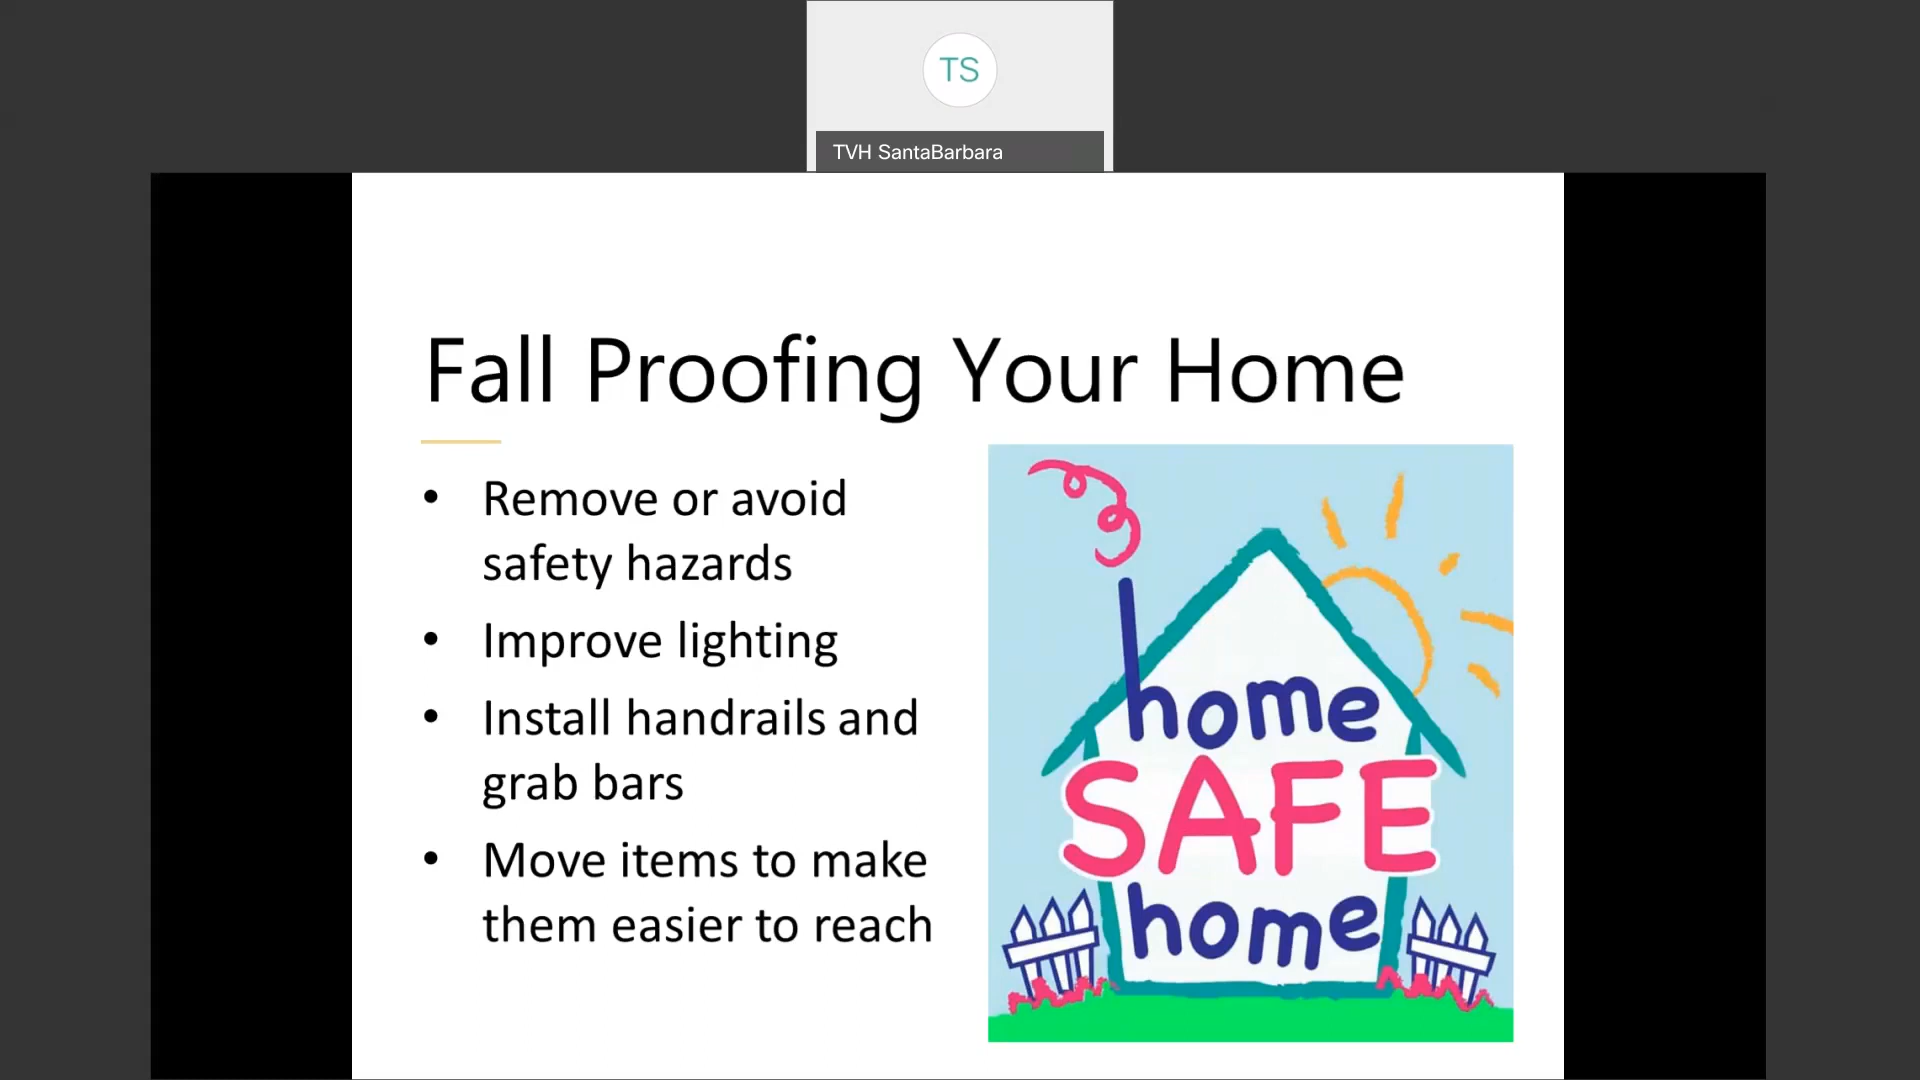 TS
TVH SantaBarbara
Fall Proofing Your Home
• Remove or avoid
safety hazards
• Improve lighting
• Install handrails and
grab bars
• Move items to make
them easier to reach
home
SAFE
home